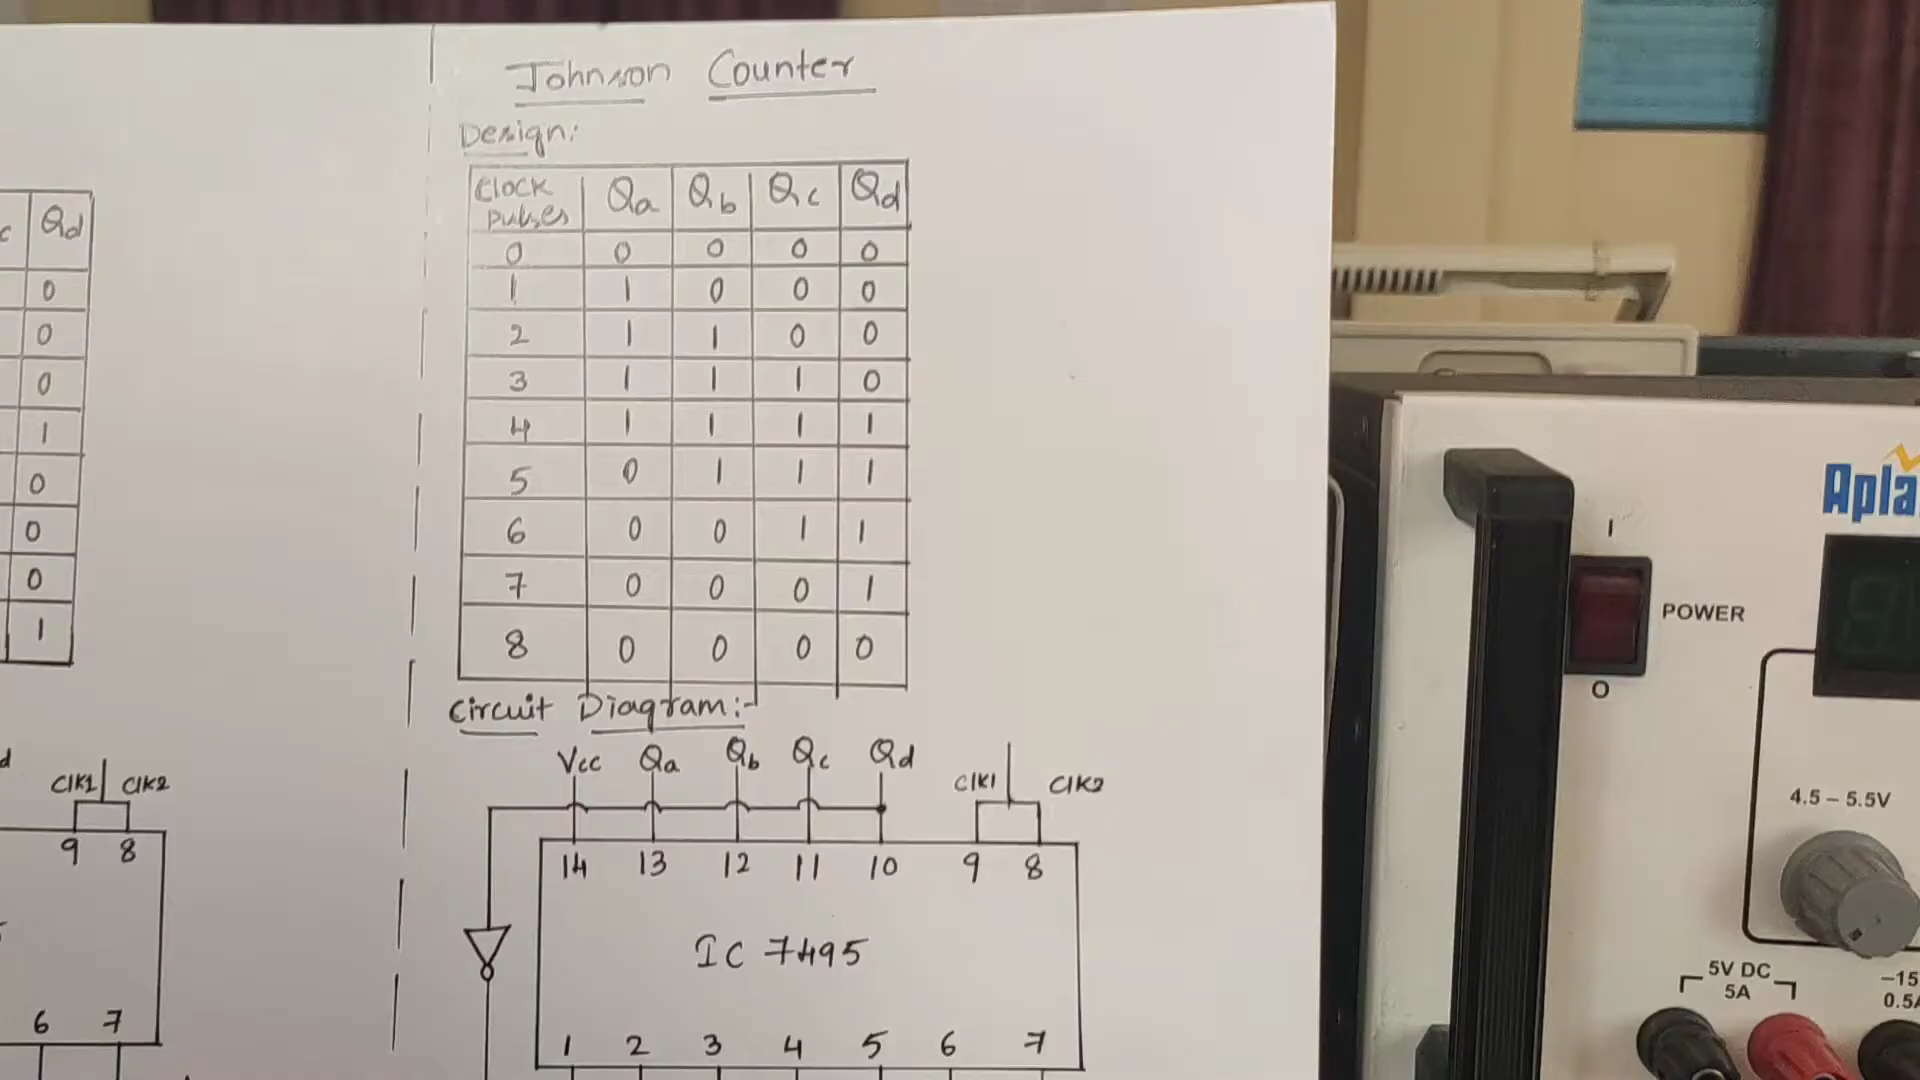 Johnson Counter
Design:
Clock pulses Qa Qb Qc Qd
0 0 0 0 0
1 1 0 0 0
2 1 1 0 0
3 1 1 1 0
4 1 1 1 1
5 0 1 1 1
6 0 0 1 1
7 0 0 0 1
8 0 0 0 0
Circuit Diagram:-
Vcc Qa Qb Qc Qd Clk1 Clk2
14 13 12 11 10 9 8
IC 7495
1 2 3 4 5 6 7
c Qd
0
0
0
1
0
0
0
1
d Clk1 Clk2
9 8
6 7
Apla
I
POWER
O
4.5 – 5.5V
5V DC
5A
–15
0.5A